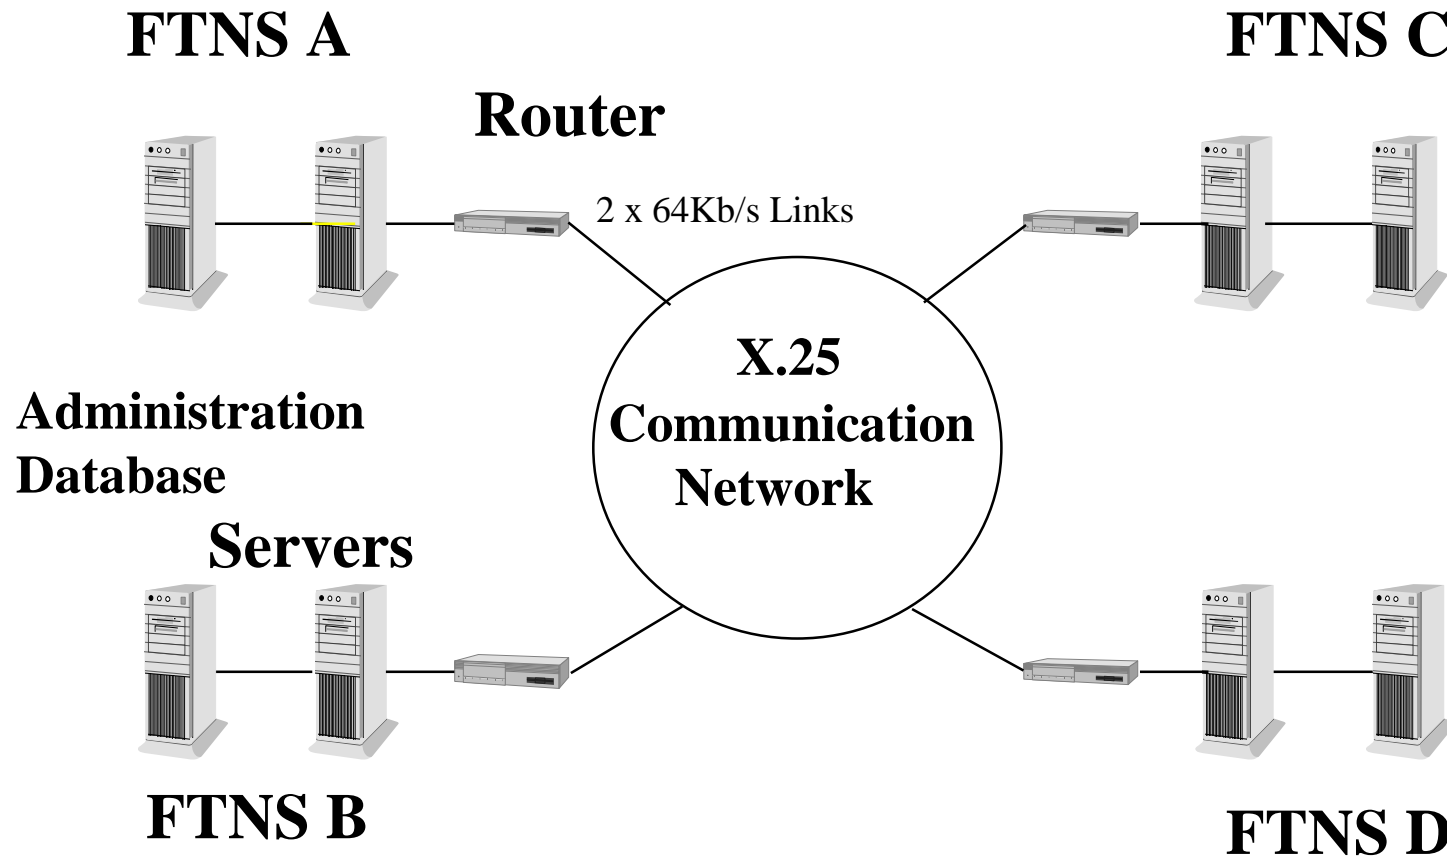 FTNS A
FTNS C
Router
2 x 64Kb/s Links
X.25
Communication
Network
Administration
Database
Servers
FTNS B
FTNS D